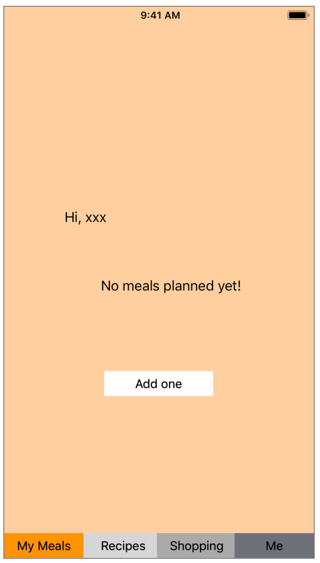 9:41 AM
Hi, xxx
No meals planned yet!
Add one
My Meals Recipes Shopping Me